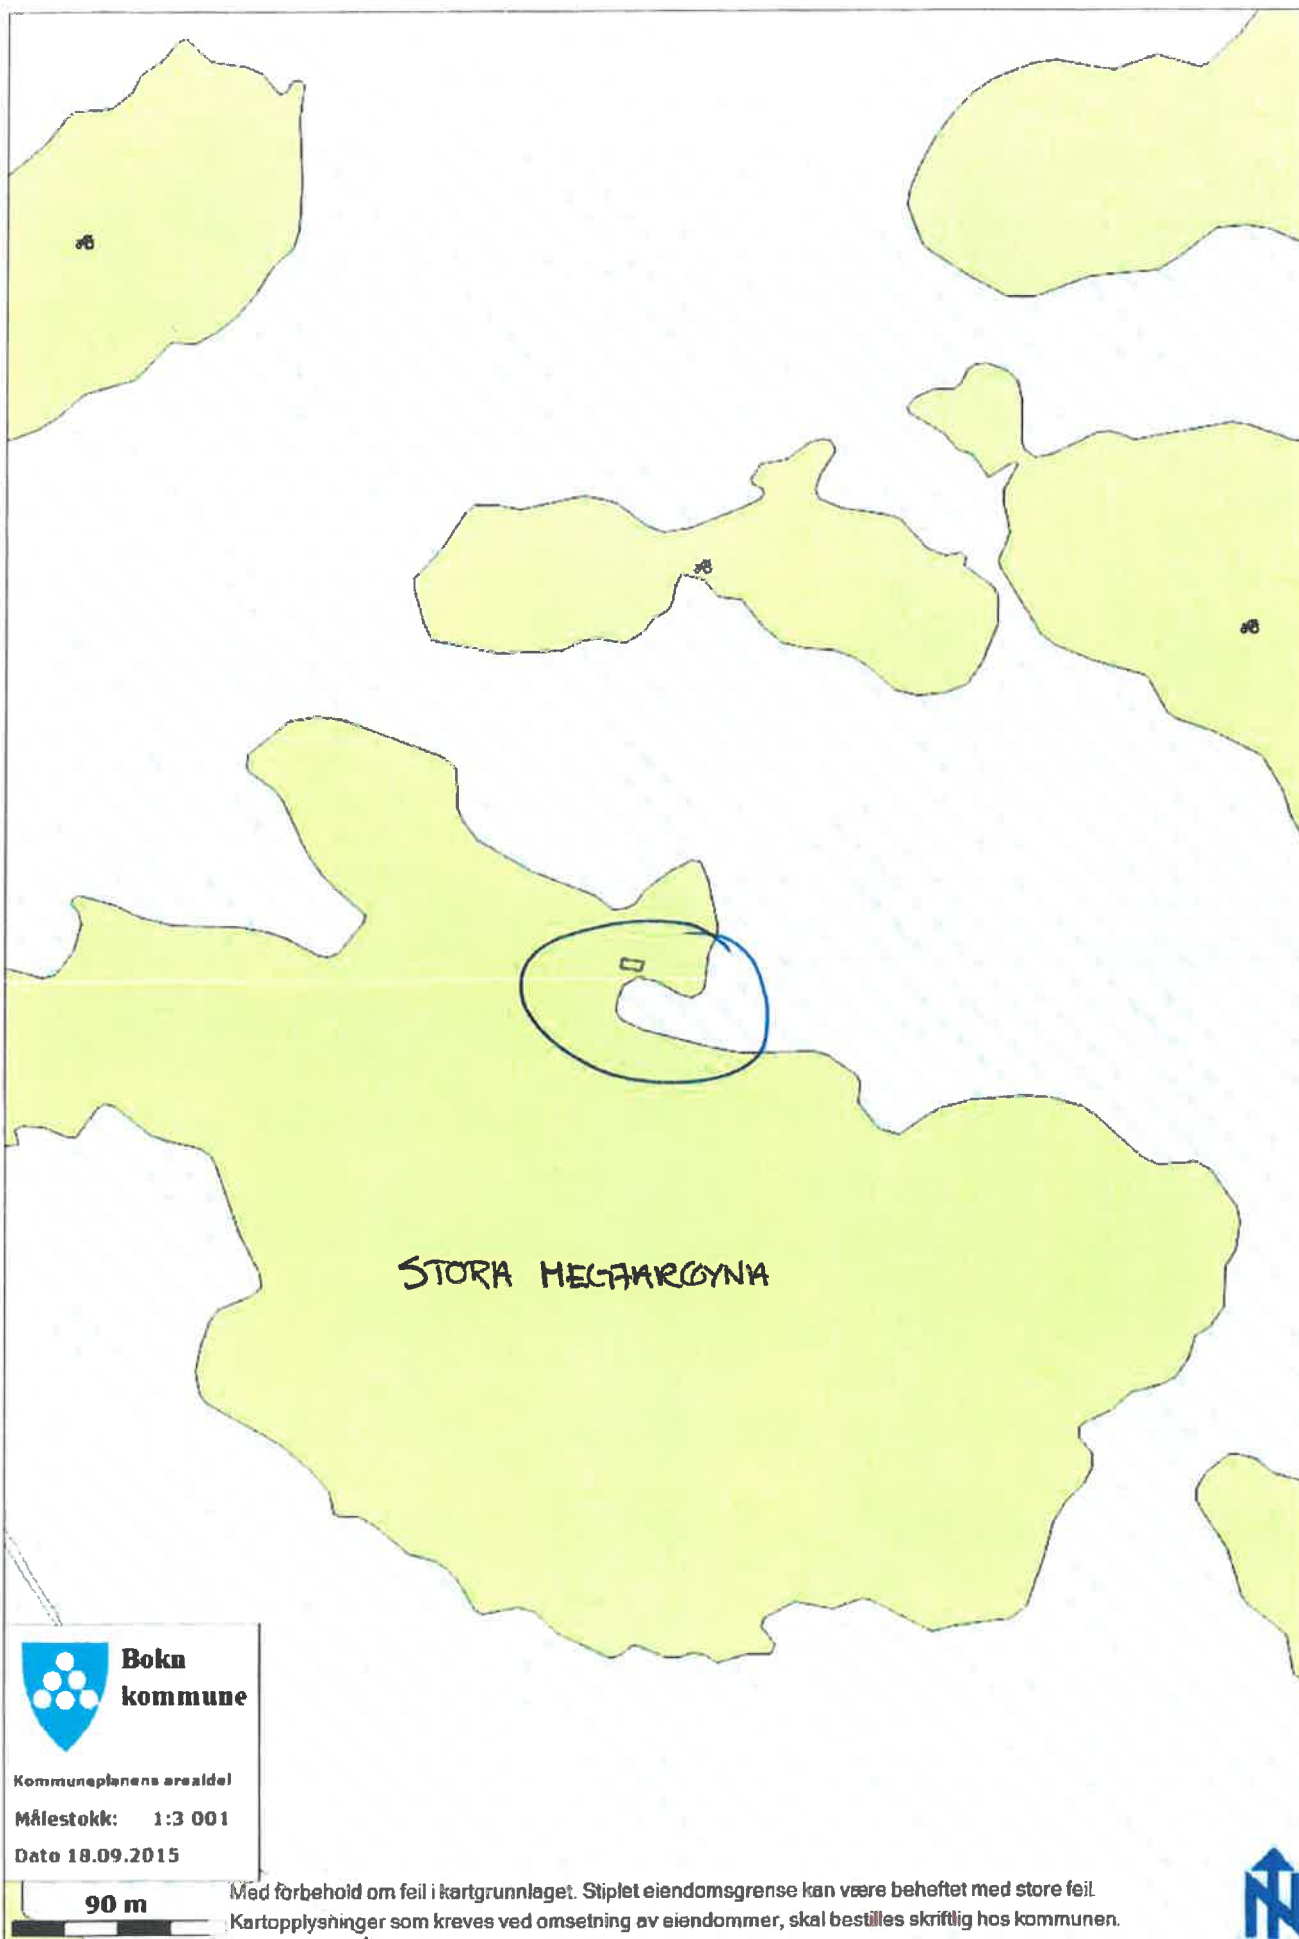 STORA HEGJARØYNA
Bokn
kommune
Kommuneplanens arealdel
Målestokk: 1:3 001
Dato 18.09.2015
90 m
Med forbehold om feil i kartgrunnlaget. Stiplet eiendomsgrense kan være beheftet med store feil.
Kartopplysninger som kreves ved omsetning av eiendommer, skal bestilles skriftlig hos kommunen.
N